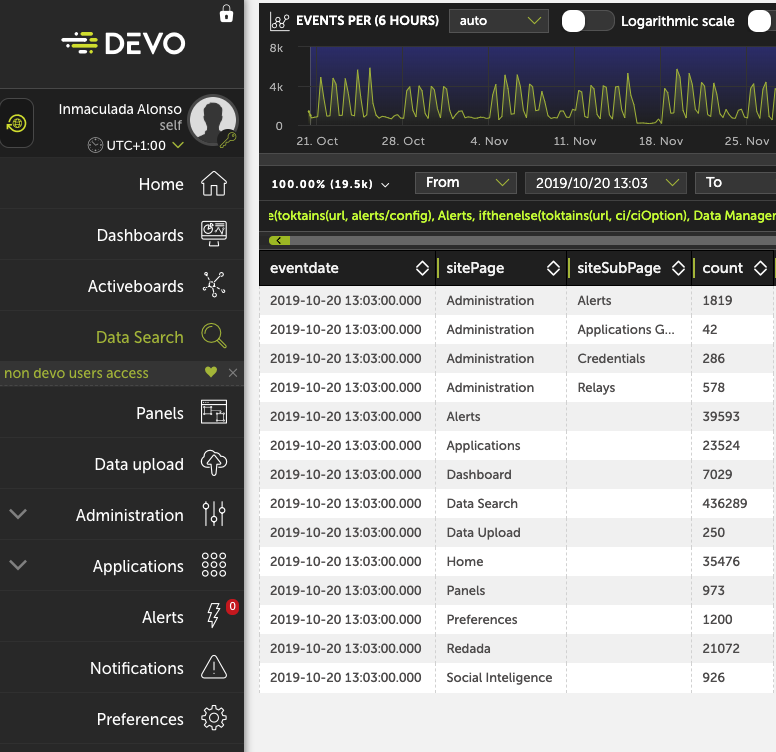 DEVO
Inmaculada Alonso
self
UTC+1:00
Home
Dashboards
Activeboards
Data Search
non devo users access
Panels
Data upload
Administration
Applications
Alerts
0
Notifications
Preferences
EVENTS PER (6 HOURS) auto Logarithmic scale
8k
4k
0
21. Oct 28. Oct 4. Nov 11. Nov 18. Nov 25. Nov
100.00% (19.5k) From 2019/10/20 13:03 To
e(toktains(url, alerts/config), Alerts, ifthenelse(toktains(url, ci/ciOption), Data Manager
eventdate sitePage siteSubPage count
2019-10-20 13:03:00.000 Administration Alerts 1819
2019-10-20 13:03:00.000 Administration Applications G... 42
2019-10-20 13:03:00.000 Administration Credentials 286
2019-10-20 13:03:00.000 Administration Relays 578
2019-10-20 13:03:00.000 Alerts 39593
2019-10-20 13:03:00.000 Applications 23524
2019-10-20 13:03:00.000 Dashboard 7029
2019-10-20 13:03:00.000 Data Search 436289
2019-10-20 13:03:00.000 Data Upload 250
2019-10-20 13:03:00.000 Home 35476
2019-10-20 13:03:00.000 Panels 973
2019-10-20 13:03:00.000 Preferences 1200
2019-10-20 13:03:00.000 Redada 21072
2019-10-20 13:03:00.000 Social Inteligence 926